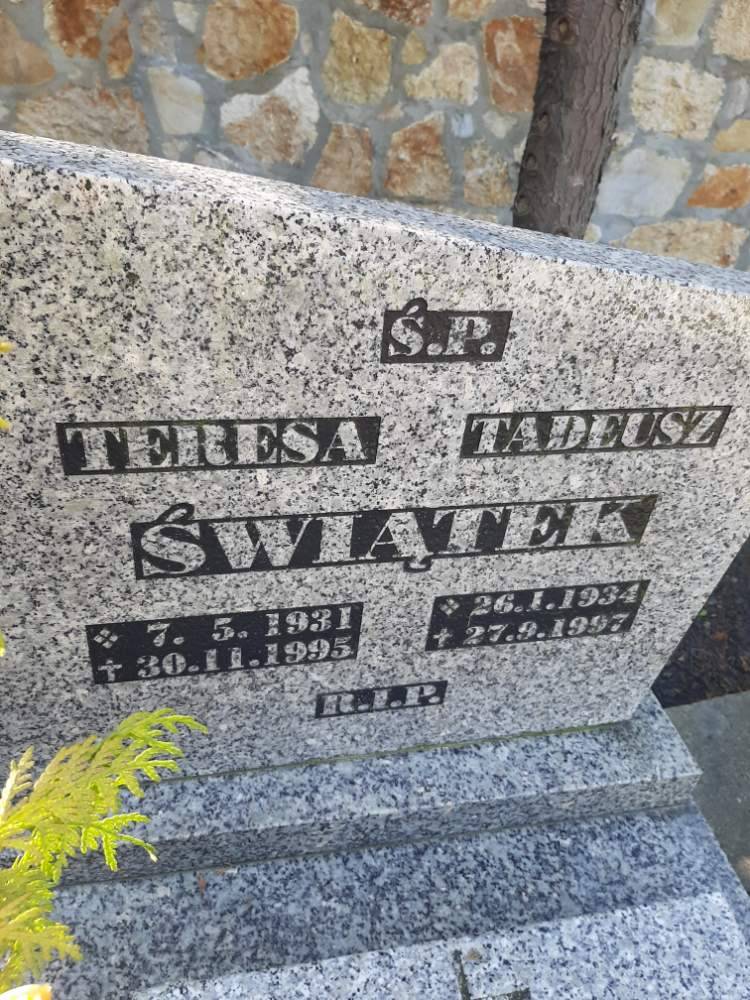 Ś.P.
TERESA TADEUSZ
ŚWIĄTEK
7. 5. 1931 26.1.1934
✝ 30.11.1995 ✝ 27.9.1997
R.I.P.